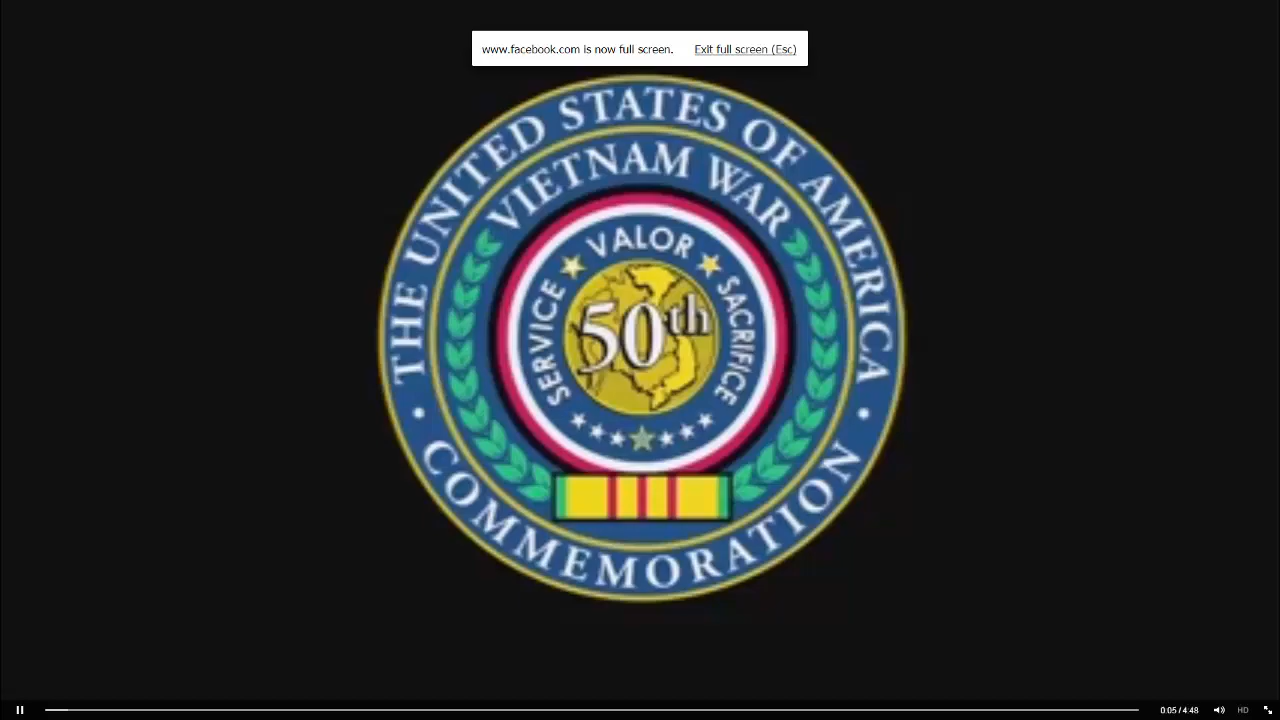 www.facebook.com is now full screen. Exit full screen (Esc)
THE UNITED STATES OF AMERICA
VIETNAM WAR
SERVICE ★ VALOR ★ SACRIFICE
50th
• COMMEMORATION •
0:05 / 4:48 HD